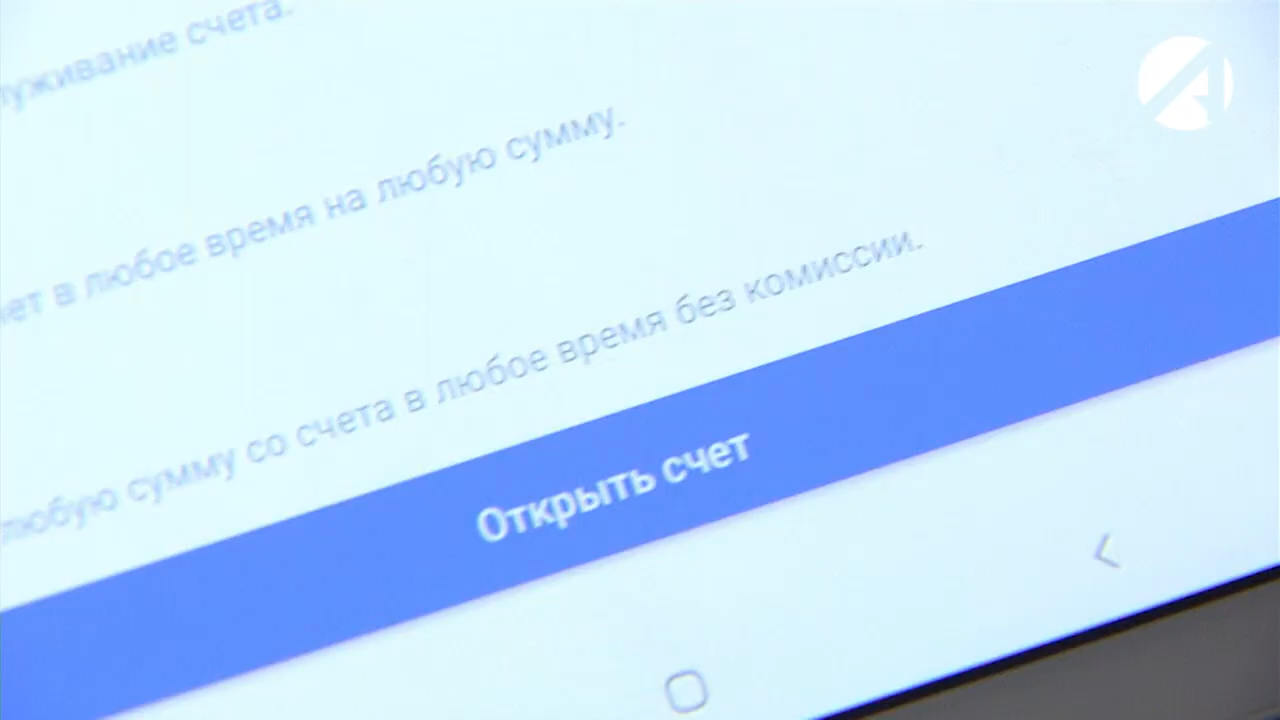 луживание счета.
чет в любое время на любую сумму.
любую сумму со счета в любое время без комиссии.
Открыть счет